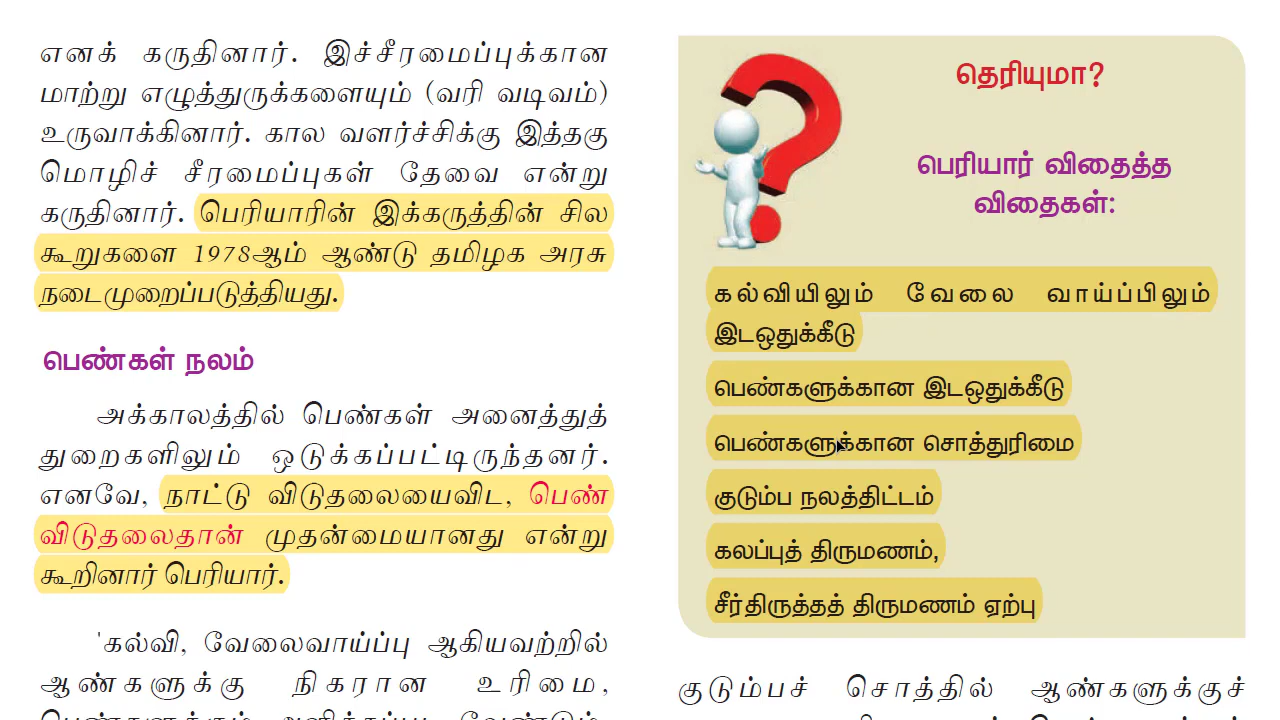 எனக் கருதினார். இச்சீரமைப்புக்கான
மாற்று எழுத்துருக்களையும் (வரி வடிவம்)
உருவாக்கினார். கால வளர்ச்சிக்கு இத்தகு
மொழிச் சீரமைப்புகள் தேவை என்று
கருதினார். பெரியாரின் இக்கருத்தின் சில
கூறுகளை 1978ஆம் ஆண்டு தமிழக அரசு
நடைமுறைப்படுத்தியது.
பெண்கள் நலம்
அக்காலத்தில் பெண்கள் அனைத்துத்
துறைகளிலும் ஒடுக்கப்பட்டிருந்தனர்.
எனவே, நாட்டு விடுதலையைவிட, பெண்
விடுதலைதான் முதன்மையானது என்று
கூறினார் பெரியார்.
'கல்வி, வேலைவாய்ப்பு ஆகியவற்றில்
ஆண்களுக்கு நிகரான உரிமை,
தெரியுமா?
பெரியார் விதைத்த
விதைகள்:
கல்வியிலும் வேலை வாய்ப்பிலும்
இடஒதுக்கீடு
பெண்களுக்கான இடஒதுக்கீடு
பெண்களுக்கான சொத்துரிமை
குடும்ப நலத்திட்டம்
கலப்புத் திருமணம்,
சீர்திருத்தத் திருமணம் ஏற்பு
குடும்பச் சொத்தில் ஆண்களுக்குச்